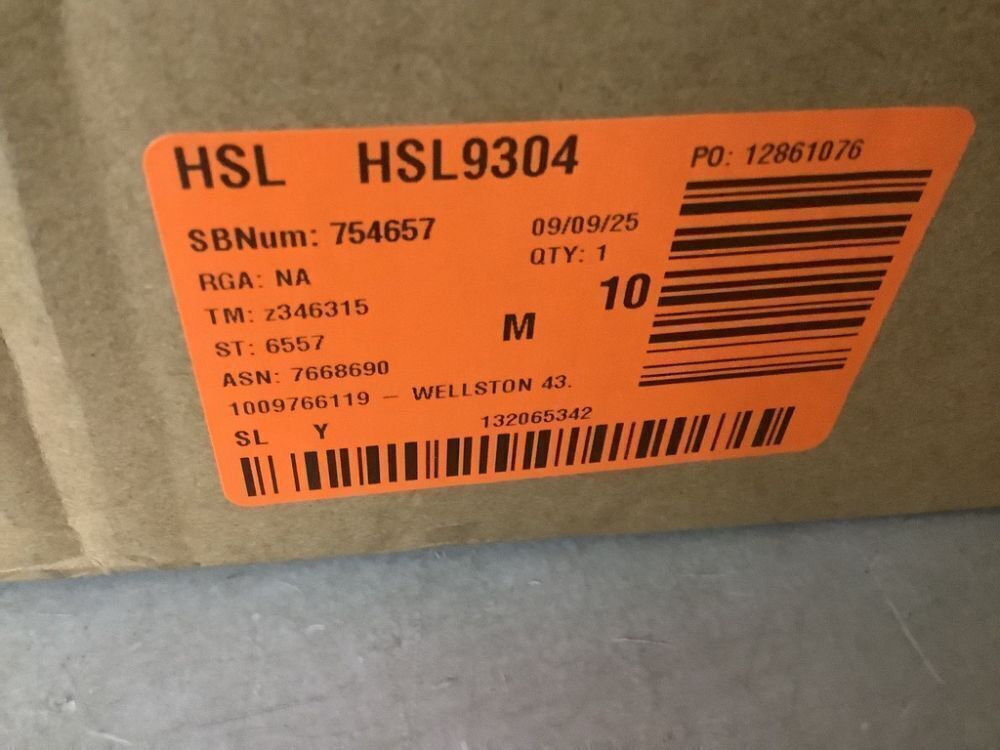 HSL HSL9304 PO: 12861076
SBNum: 754657 09/09/25
RGA: NA QTY: 1
TM: z346315 10
ST: 6557 M
ASN: 7668690
1009766119 – WELLSTON 43.
SL Y 132065342